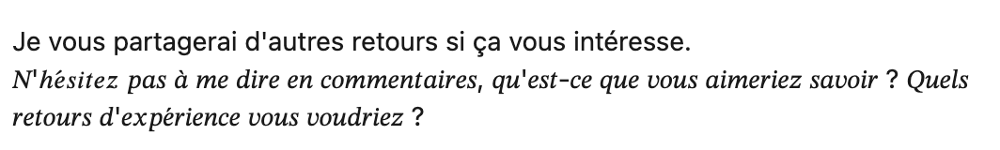 Je vous partagerai d'autres retours si ça vous intéresse.
N'hésitez pas à me dire en commentaires, qu'est-ce que vous aimeriez savoir ? Quels
retours d'expérience vous voudriez ?